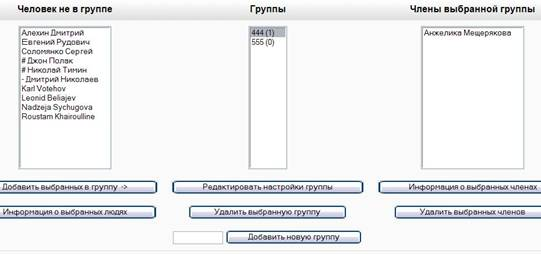 Человек не в группе
Группы
Члены выбранной группы
Алехин Дмитрий
Евгений Рудович
Соломянко Сергей
# Джон Полак
# Николай Тимин
- Дмитрий Николаев
Karl Votehov
Leonid Beliajev
Nadzeja Sychugova
Roustam Khairoulline
444 (1)
555 (0)
Анжелика Мещерякова
Добавить выбранных в группу ->
Редактировать настройки группы
Информация о выбранных членах
Информация о выбранных людях
Удалить выбранную группу
Удалить выбранных членов
Добавить новую группу